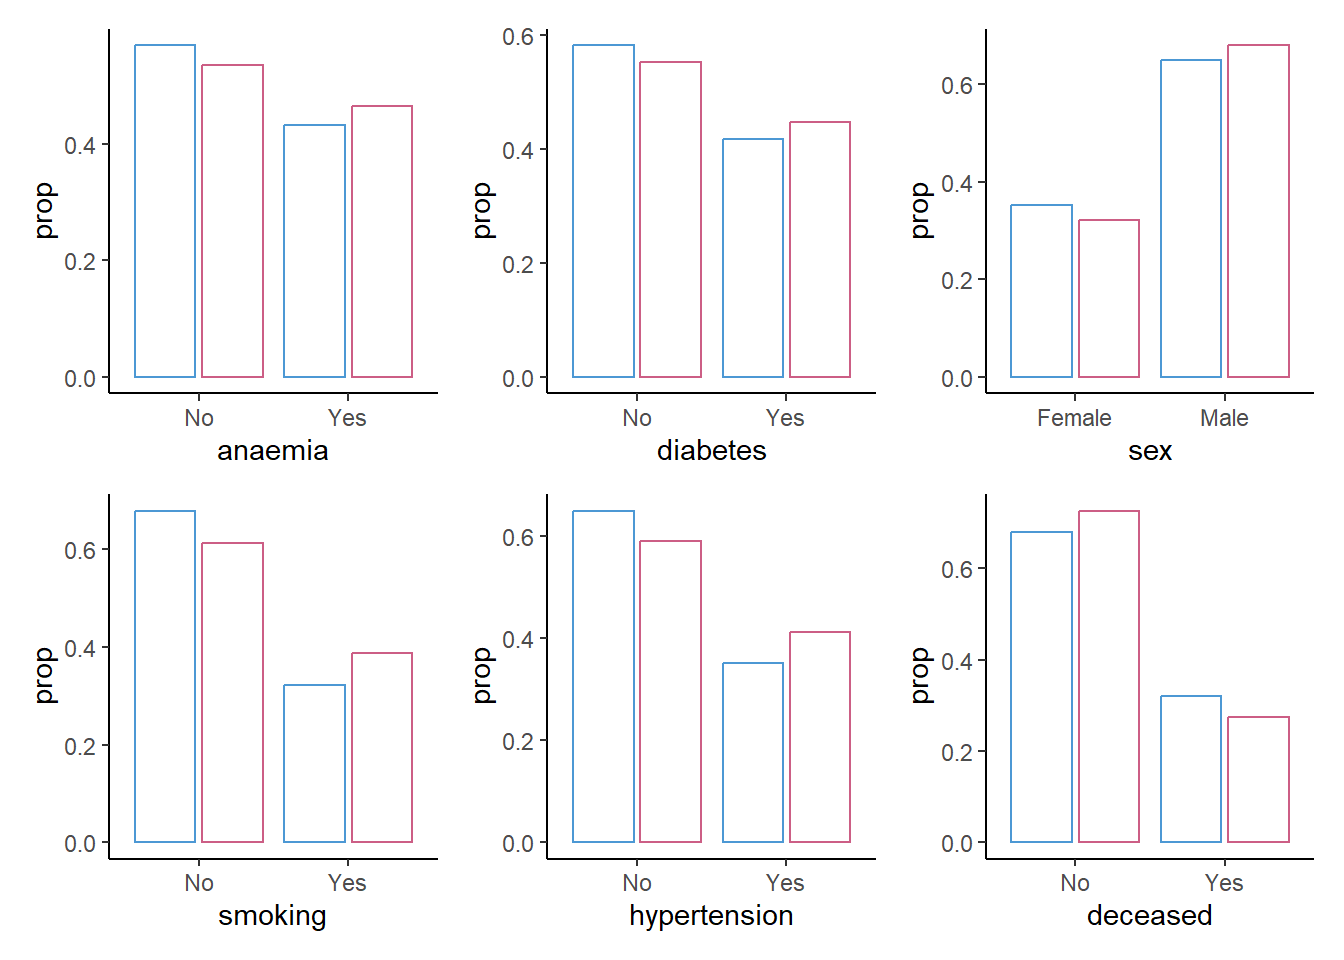 prop
0.4
0.2
0.0
No Yes
anaemia
prop
0.6
0.4
0.2
0.0
No Yes
diabetes
prop
0.6
0.4
0.2
0.0
Female Male
sex
prop
0.6
0.4
0.2
0.0
No Yes
smoking
prop
0.6
0.4
0.2
0.0
No Yes
hypertension
prop
0.6
0.4
0.2
0.0
No Yes
deceased